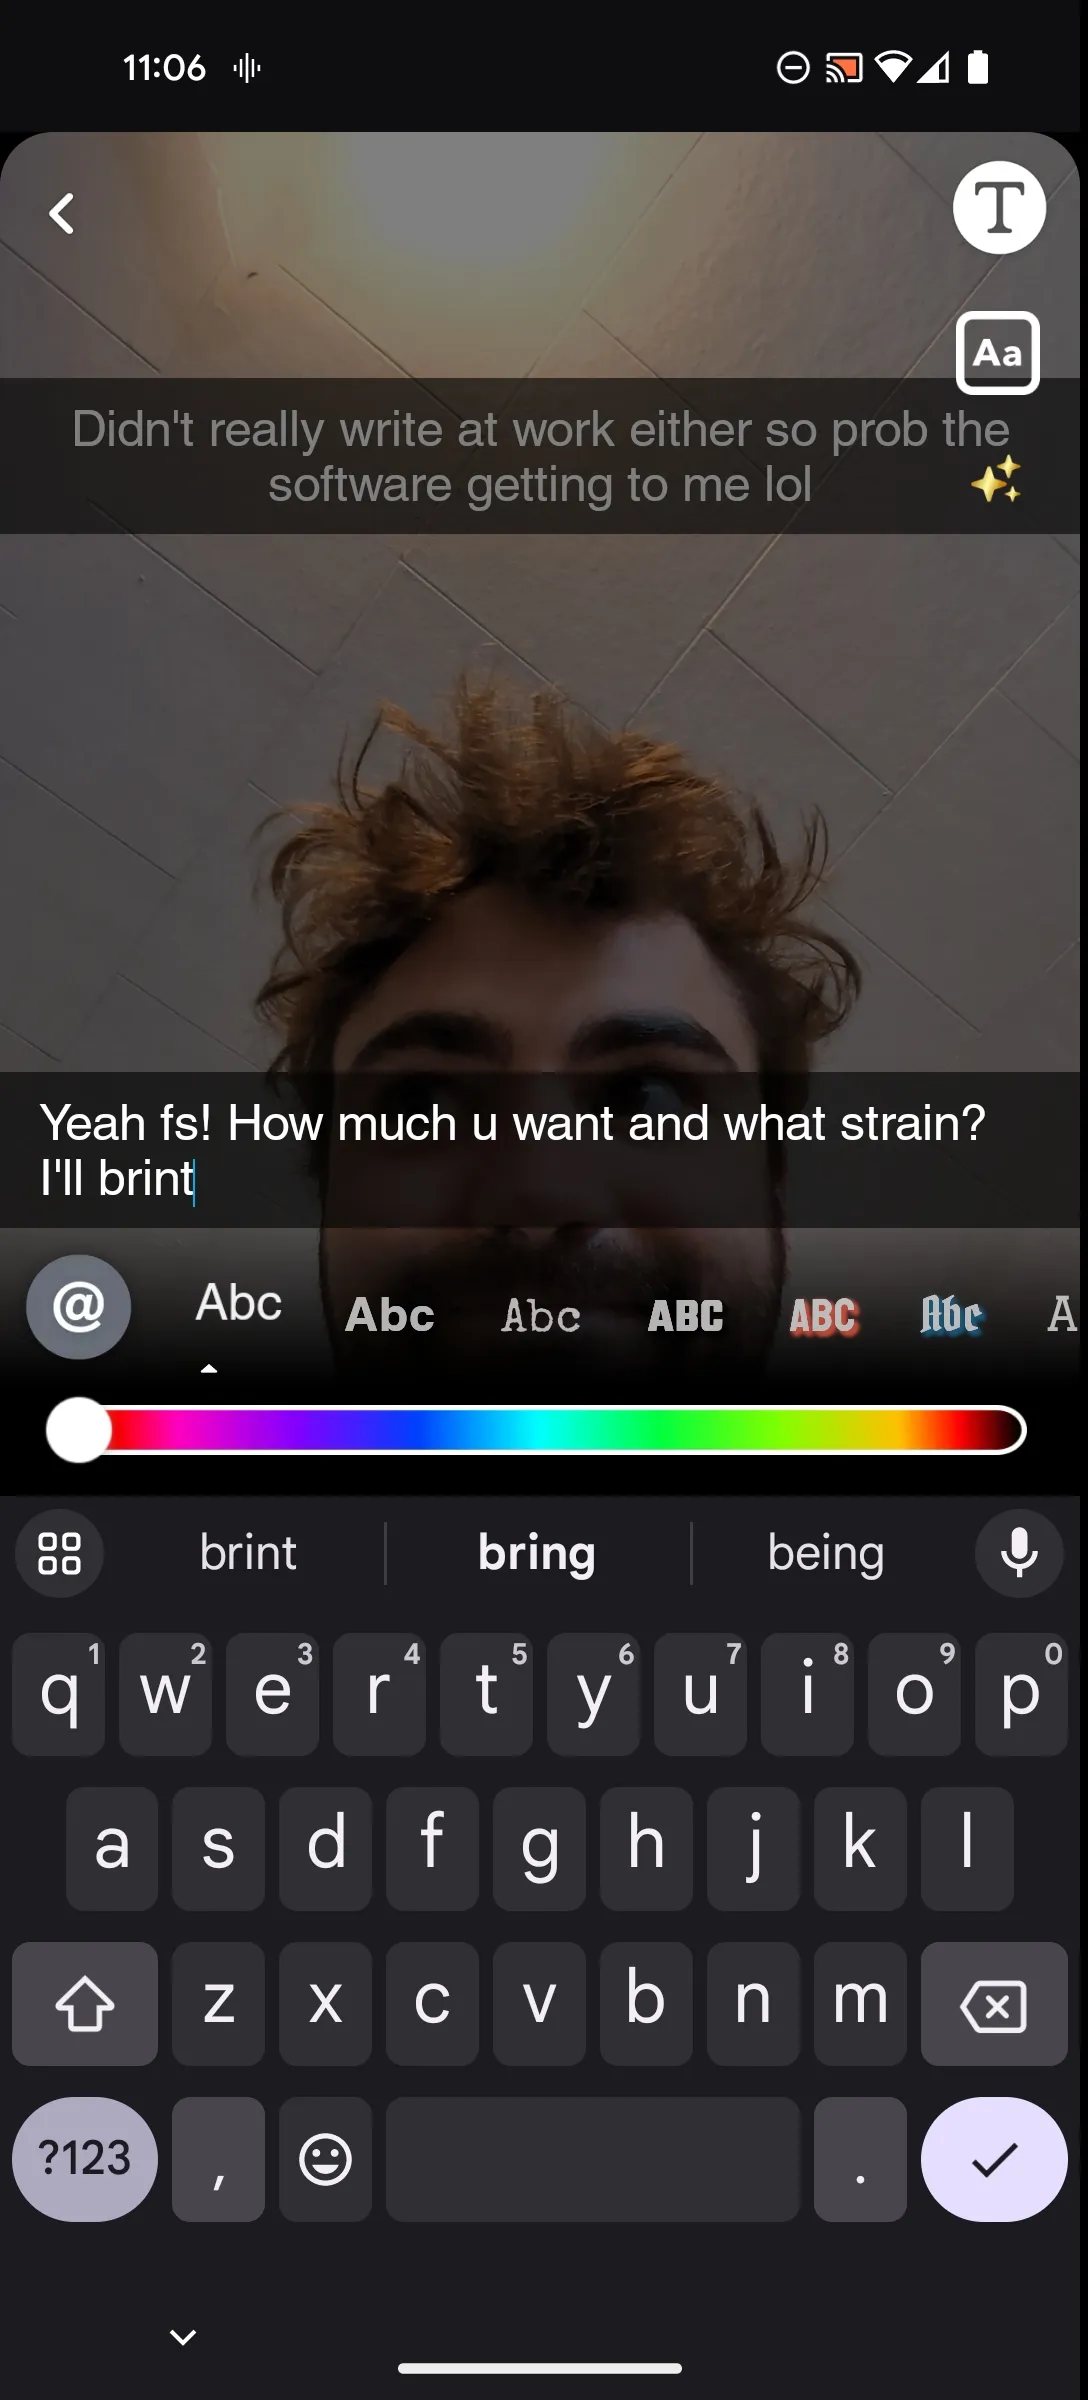 11:06
T
Aa
Didn't really write at work either so prob the
software getting to me lol
Yeah fs! How much u want and what strain?
I'll brint
@ Abc Abc Abc ABC ABC Abc A
brint bring being
1 2 3 4 5 6 7 8 9 0
q w e r t y u i o p
a s d f g h j k l
z x c v b n m
?123 , .